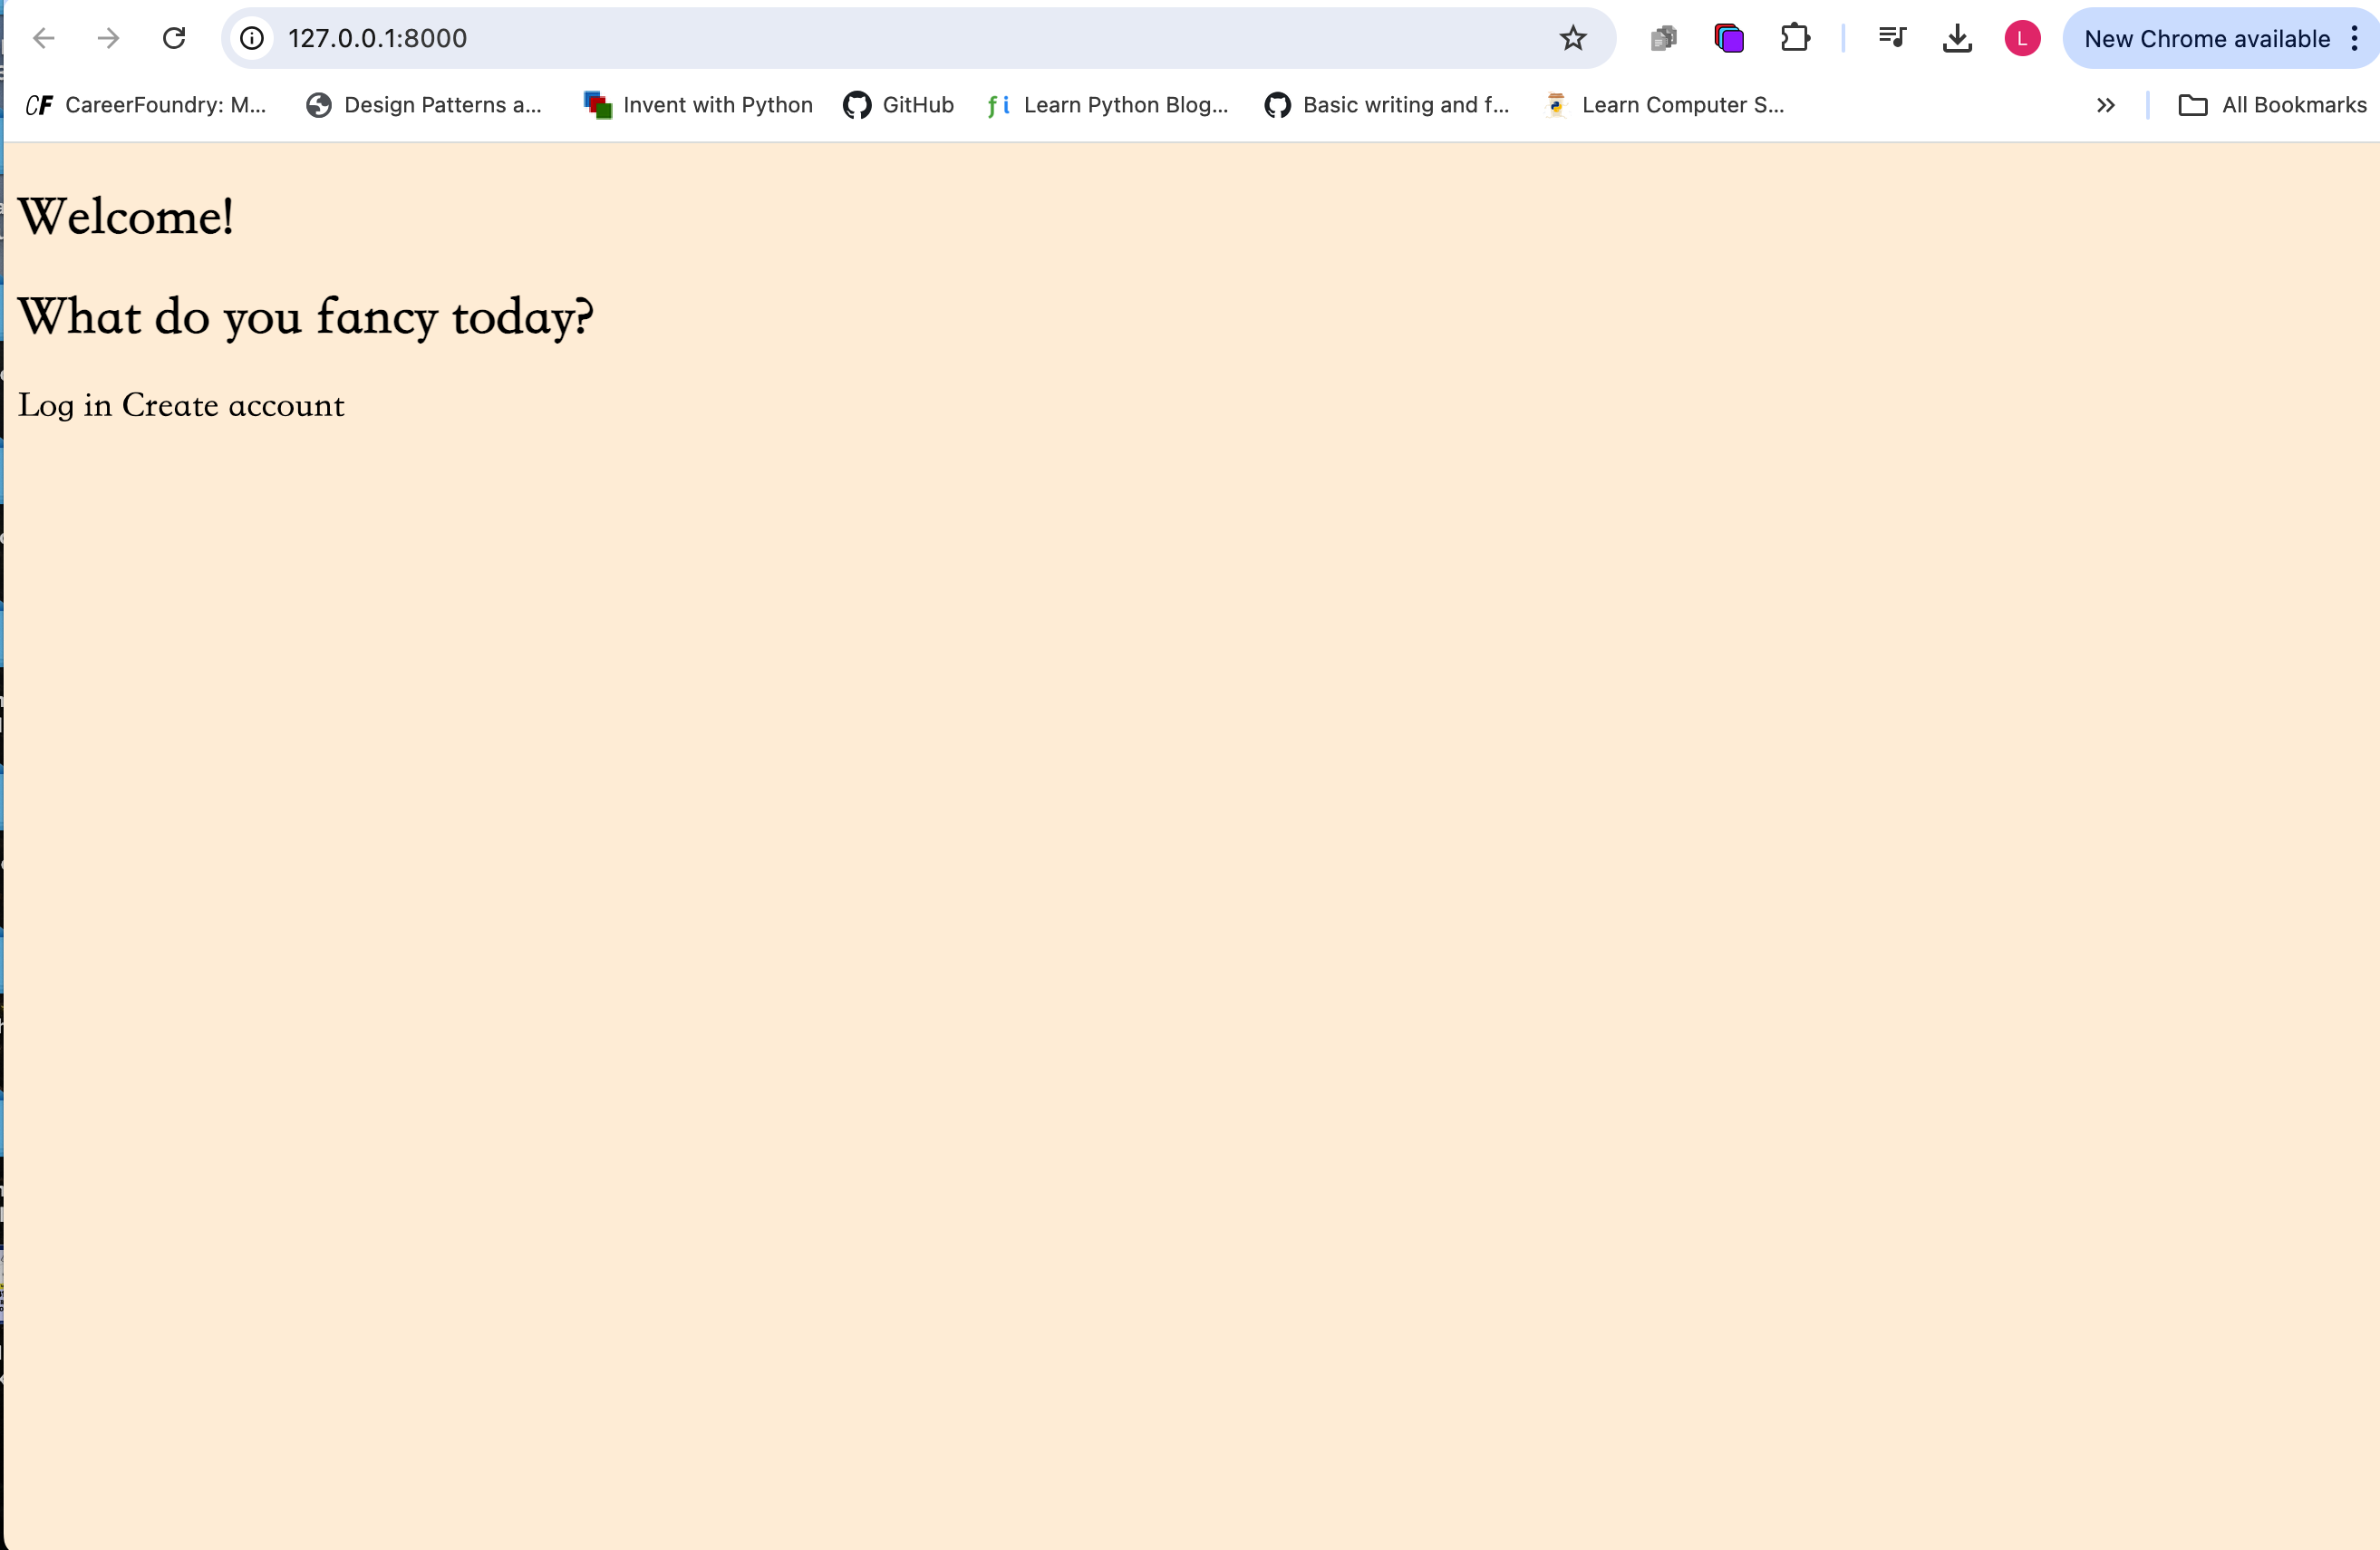 127.0.0.1:8000
L
New Chrome available
CF CareerFoundry: M... Design Patterns a... Invent with Python GitHub fi Learn Python Blog... Basic writing and f... Learn Computer S... All Bookmarks
Welcome!
What do you fancy today?
Log in Create account